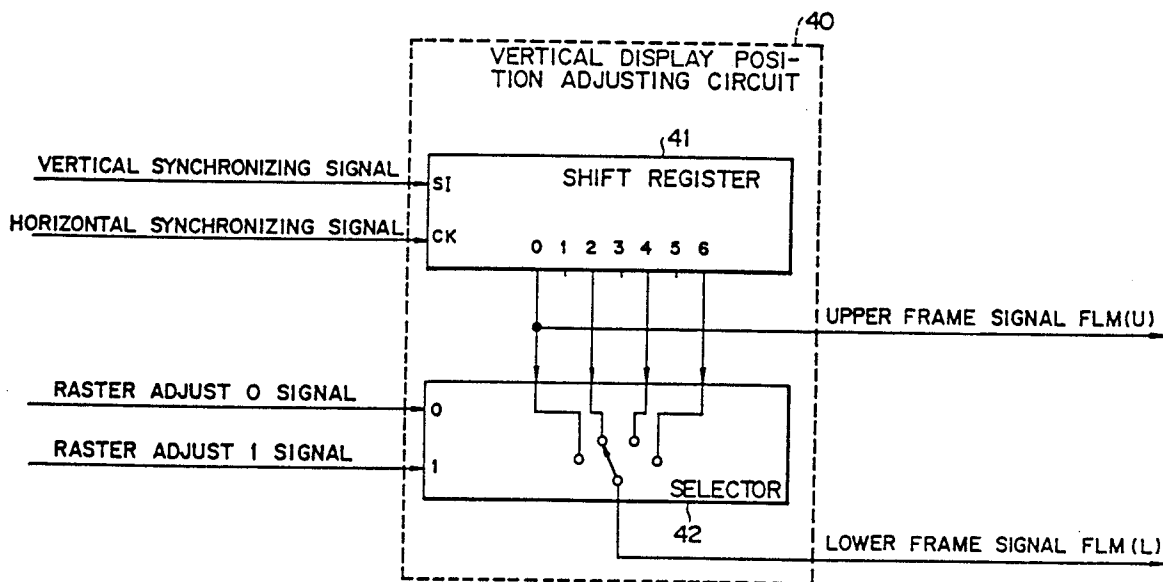 40
VERTICAL DISPLAY POSI-
TION ADJUSTING CIRCUIT
41
VERTICAL SYNCHRONIZING SIGNAL
SI
SHIFT REGISTER
HORIZONTAL SYNCHRONIZING SIGNAL
CK
0 1 2 3 4 5 6
UPPER FRAME SIGNAL FLM(U)
RASTER ADJUST 0 SIGNAL
0
RASTER ADJUST 1 SIGNAL
1
SELECTOR
42
LOWER FRAME SIGNAL FLM(L)